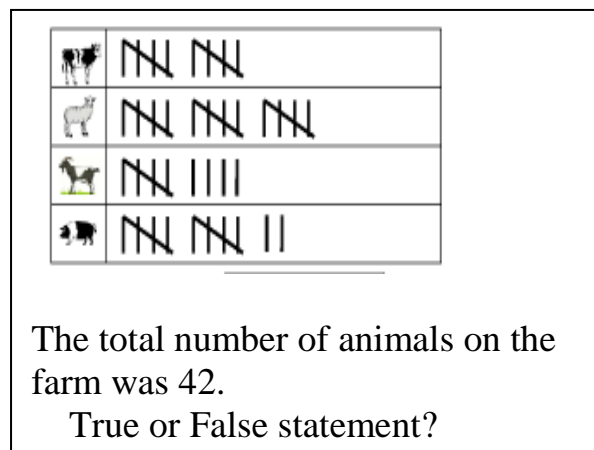 The total number of animals on the
farm was 42.
True or False statement?